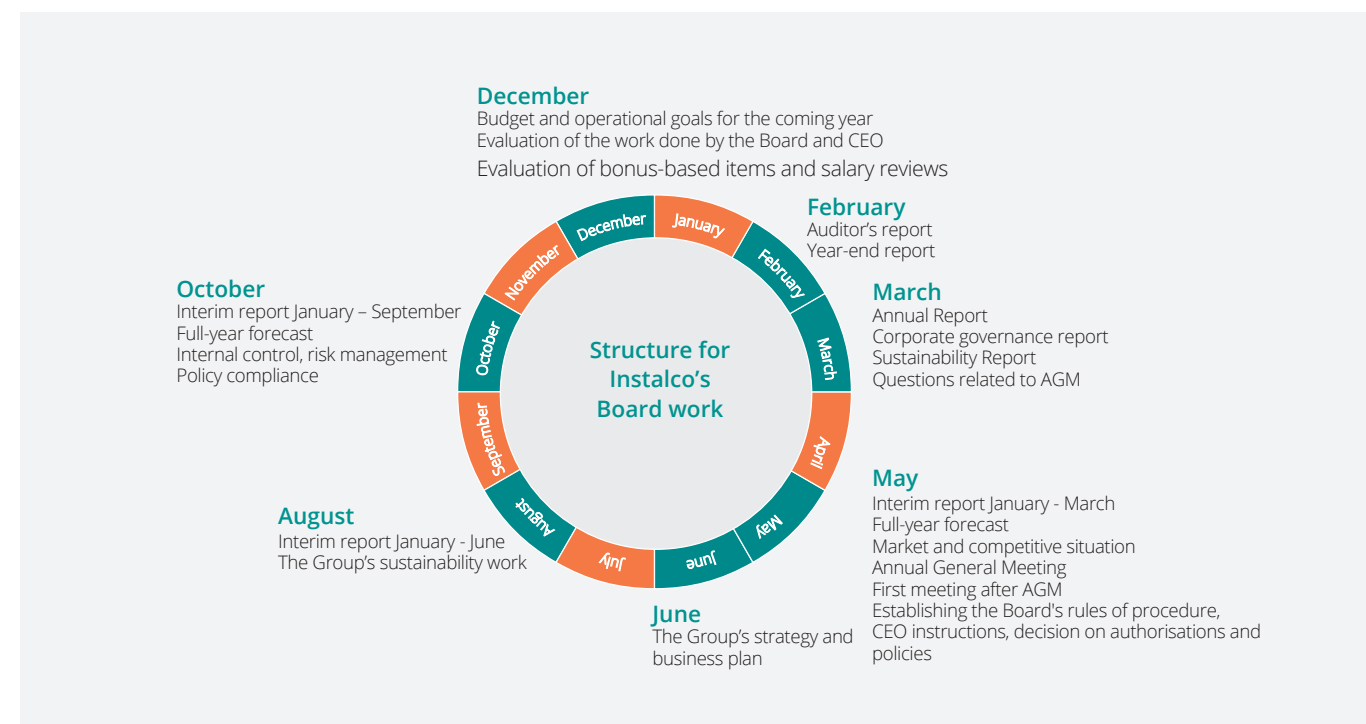 December
Budget and operational goals for the coming year
Evaluation of the work done by the Board and CEO
Evaluation of bonus-based items and salary reviews
February
Auditor’s report
Year-end report
March
Annual Report
Corporate governance report
Sustainability Report
Questions related to AGM
May
Interim report January - March
Full-year forecast
Market and competitive situation
Annual General Meeting
First meeting after AGM
Establishing the Board's rules of procedure,
CEO instructions, decision on authorisations and
policies
June
The Group’s strategy and
business plan
August
Interim report January - June
The Group’s sustainability work
October
Interim report January – September
Full-year forecast
Internal control, risk management
Policy compliance
January
February
March
April
May
June
July
August
September
October
November
December
Structure for
Instalco’s
Board work